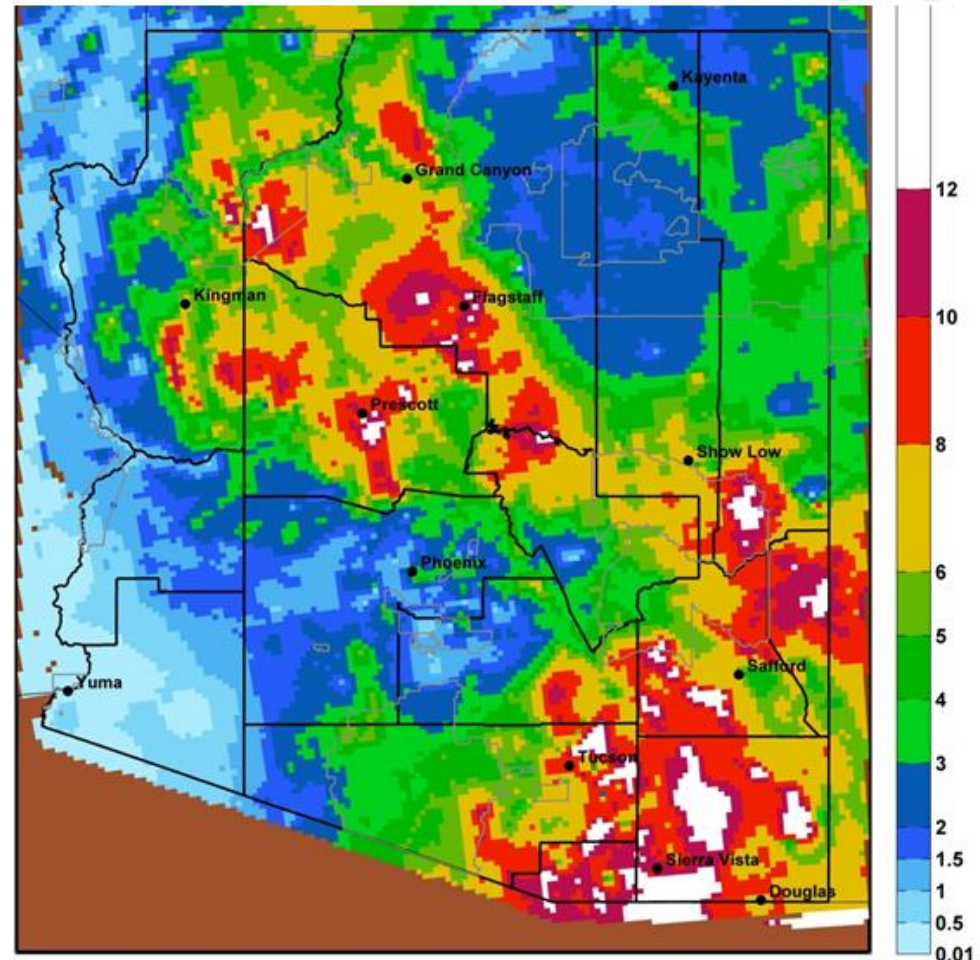 Kayenta
Grand Canyon
Kingman
Flagstaff
Prescott
Show Low
Phoenix
Safford
Yuma
Tucson
Sierra Vista
Douglas
12
10
8
6
5
4
3
2
1.5
1
0.5
0.01